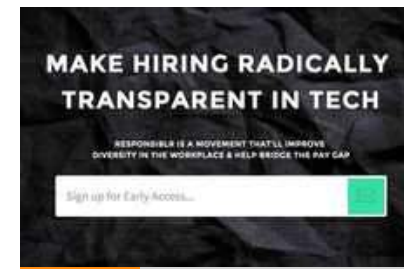 MAKE HIRING RADICALLY
TRANSPARENT IN TECH
RESPONSIBLR IS A MOVEMENT THAT'LL IMPROVE
DIVERSITY IN THE WORKPLACE & HELP BRIDGE THE PAY GAP
Sign up for Early Access...